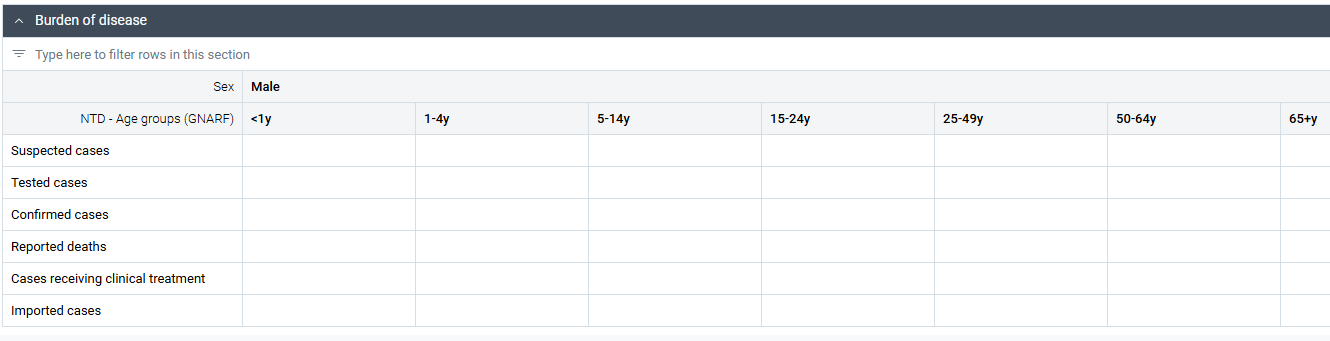 Burden of disease
Type here to filter rows in this section
Sex Male
NTD - Age groups (GNARF) <1y 1-4y 5-14y 15-24y 25-49y 50-64y 65+y
Suspected cases
Tested cases
Confirmed cases
Reported deaths
Cases receiving clinical treatment
Imported cases